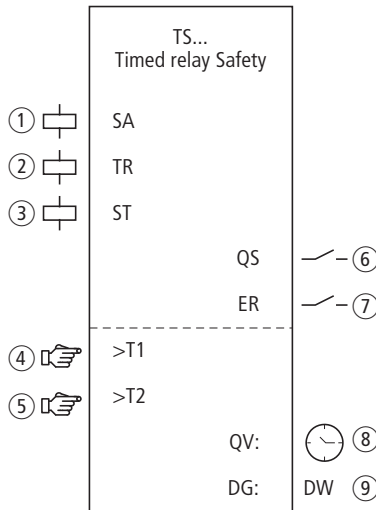 TS...
Timed relay Safety
1 SA
2 TR
3 ST
QS 6
ER 7
4 >T1
5 >T2
QV: 8
DG: DW 9